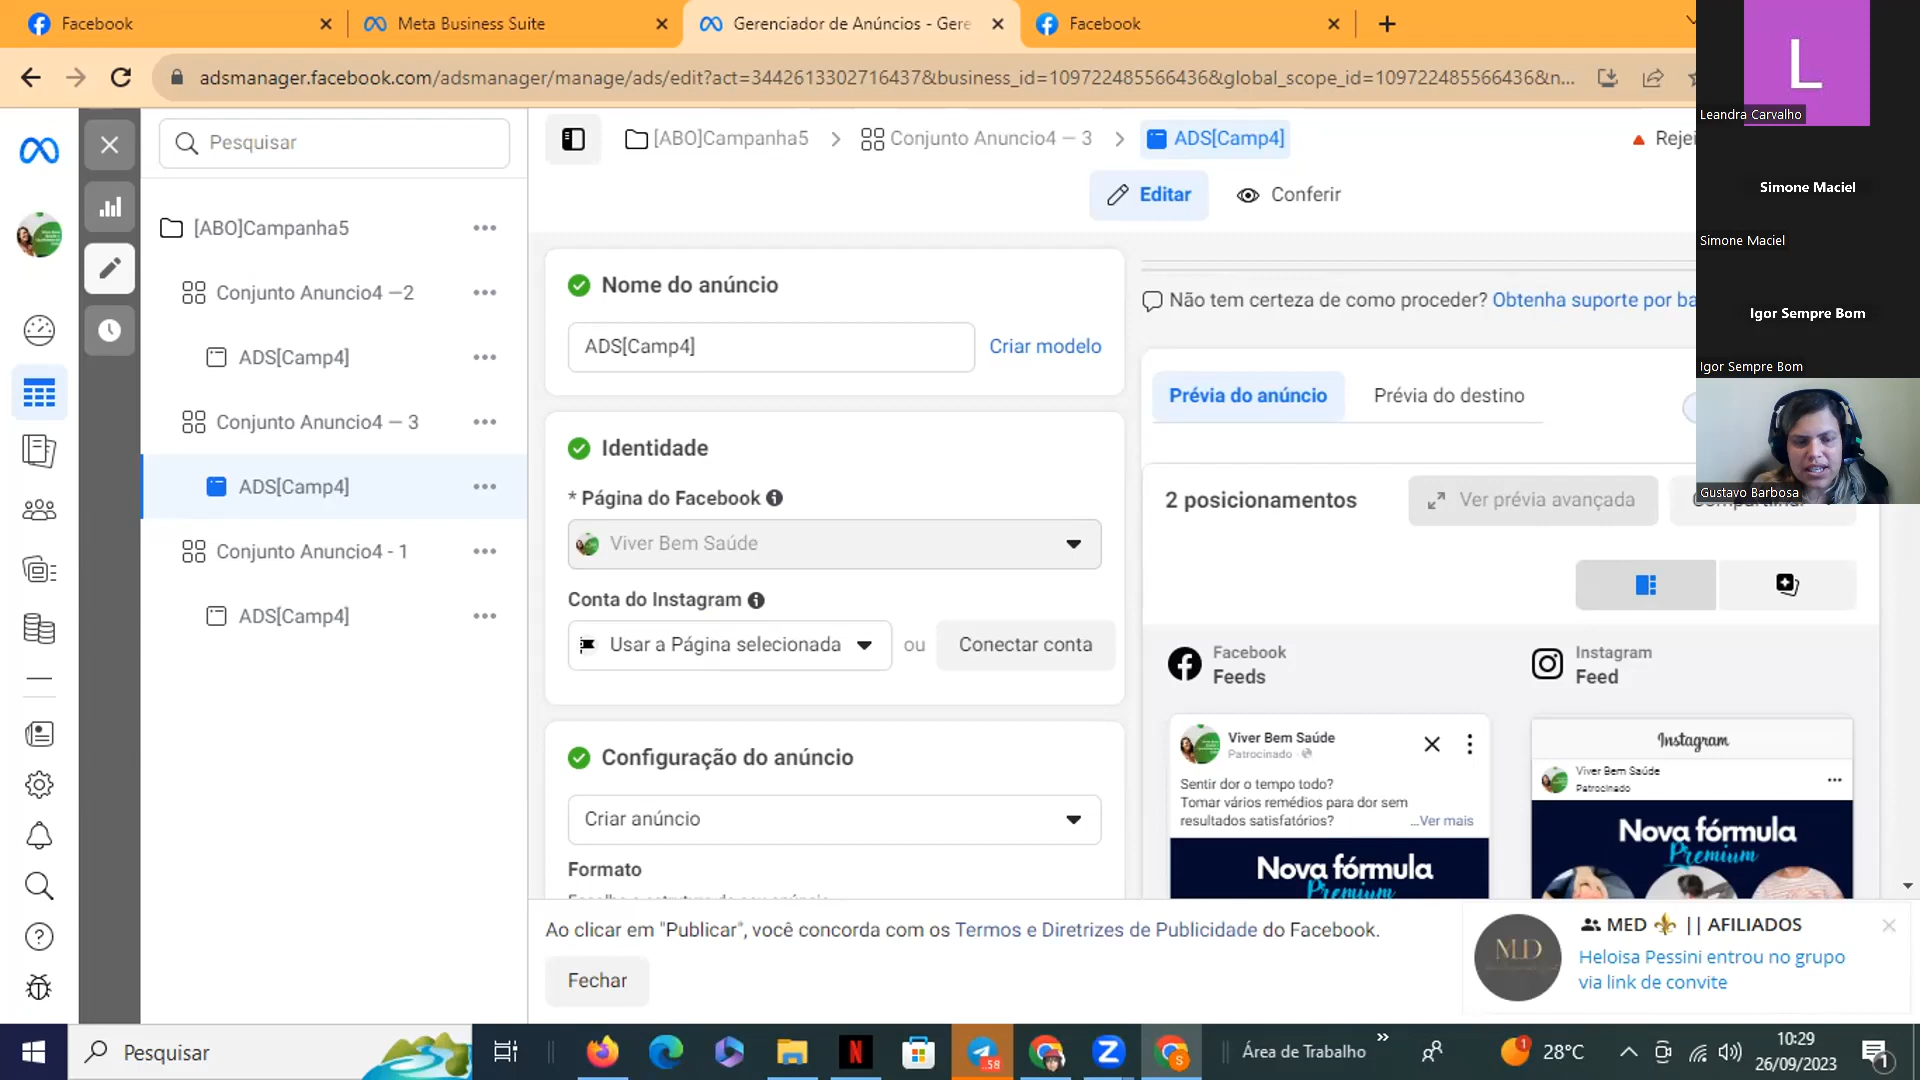 Facebook
Meta Business Suite
Gerenciador de Anúncios - Gere
Facebook
adsmanager.facebook.com/adsmanager/manage/ads/edit?act=3442613302716437&business_id=109722485566436&global_scope_id=109722485566436&n...
L
Leandra Carvalho
Simone Maciel
Simone Maciel
Igor Sempre Bom
Igor Sempre Bom
Gustavo Barbosa
Pesquisar
[ABO]Campanha5
Conjunto Anuncio4 —2
ADS[Camp4]
Conjunto Anuncio4 — 3
ADS[Camp4]
Conjunto Anuncio4 - 1
ADS[Camp4]
[ABO]Campanha5
Conjunto Anuncio4 — 3
ADS[Camp4]
Rejei
Editar
Conferir
Nome do anúncio
ADS[Camp4]
Criar modelo
Identidade
* Página do Facebook
Viver Bem Saúde
Conta do Instagram
Usar a Página selecionada
ou
Conectar conta
Configuração do anúncio
Criar anúncio
Formato
Não tem certeza de como proceder? Obtenha suporte por ba
Prévia do anúncio
Prévia do destino
2 posicionamentos
Ver prévia avançada
Facebook
Feeds
Instagram
Feed
Viver Bem Saúde
Patrocinado
Sentir dor o tempo todo?
Tomar vários remédios para dor sem
resultados satisfatórios?
...Ver mais
Nova fórmula
Premium
Instagram
Viver Bem Saúde
Patrocinado
Nova fórmula
Premium
Ao clicar em "Publicar", você concorda com os Termos e Diretrizes de Publicidade do Facebook.
Fechar
MED ⚜ || AFILIADOS
Heloisa Pessini entrou no grupo
via link de convite
Pesquisar
N
..58
Z
S
Área de Trabalho
1
28°C
10:29
26/09/2023
1